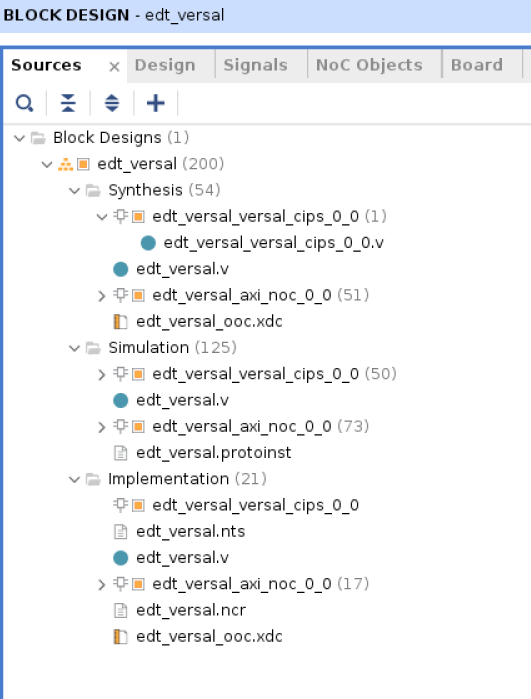 BLOCK DESIGN - edt_versal
Sources × Design Signals NoC Objects Board
Block Designs (1)
edt_versal (200)
Synthesis (54)
edt_versal_versal_cips_0_0 (1)
edt_versal_versal_cips_0_0.v
edt_versal.v
edt_versal_axi_noc_0_0 (51)
edt_versal_ooc.xdc
Simulation (125)
edt_versal_versal_cips_0_0 (50)
edt_versal.v
edt_versal_axi_noc_0_0 (73)
edt_versal.protoinst
Implementation (21)
edt_versal_versal_cips_0_0
edt_versal.nts
edt_versal.v
edt_versal_axi_noc_0_0 (17)
edt_versal.ncr
edt_versal_ooc.xdc